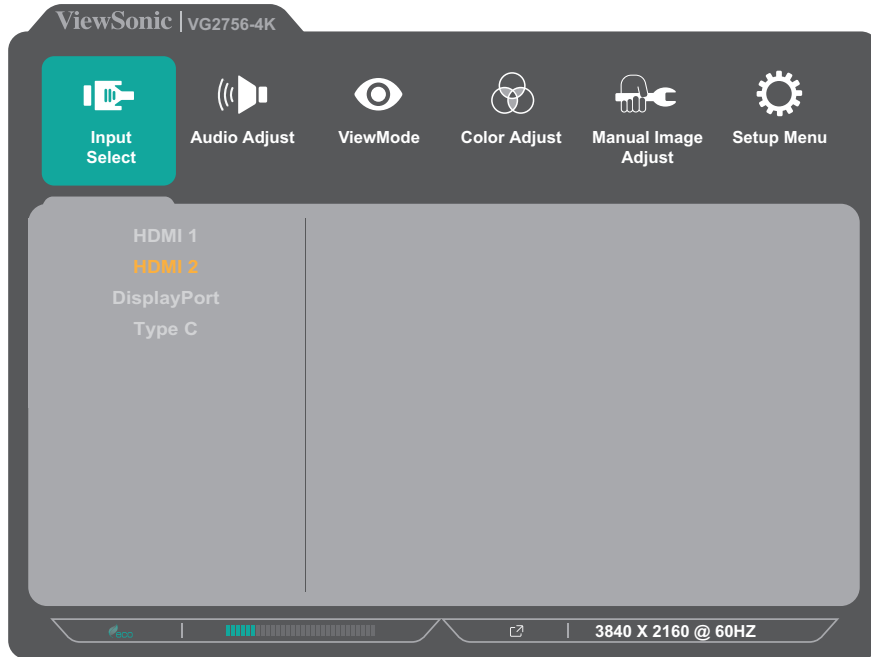 ViewSonic | VG2756-4K
Input
Select
Audio Adjust
ViewMode
Color Adjust
Manual Image
Adjust
Setup Menu
HDMI 1
HDMI 2
DisplayPort
Type C
eco
3840 X 2160 @ 60HZ